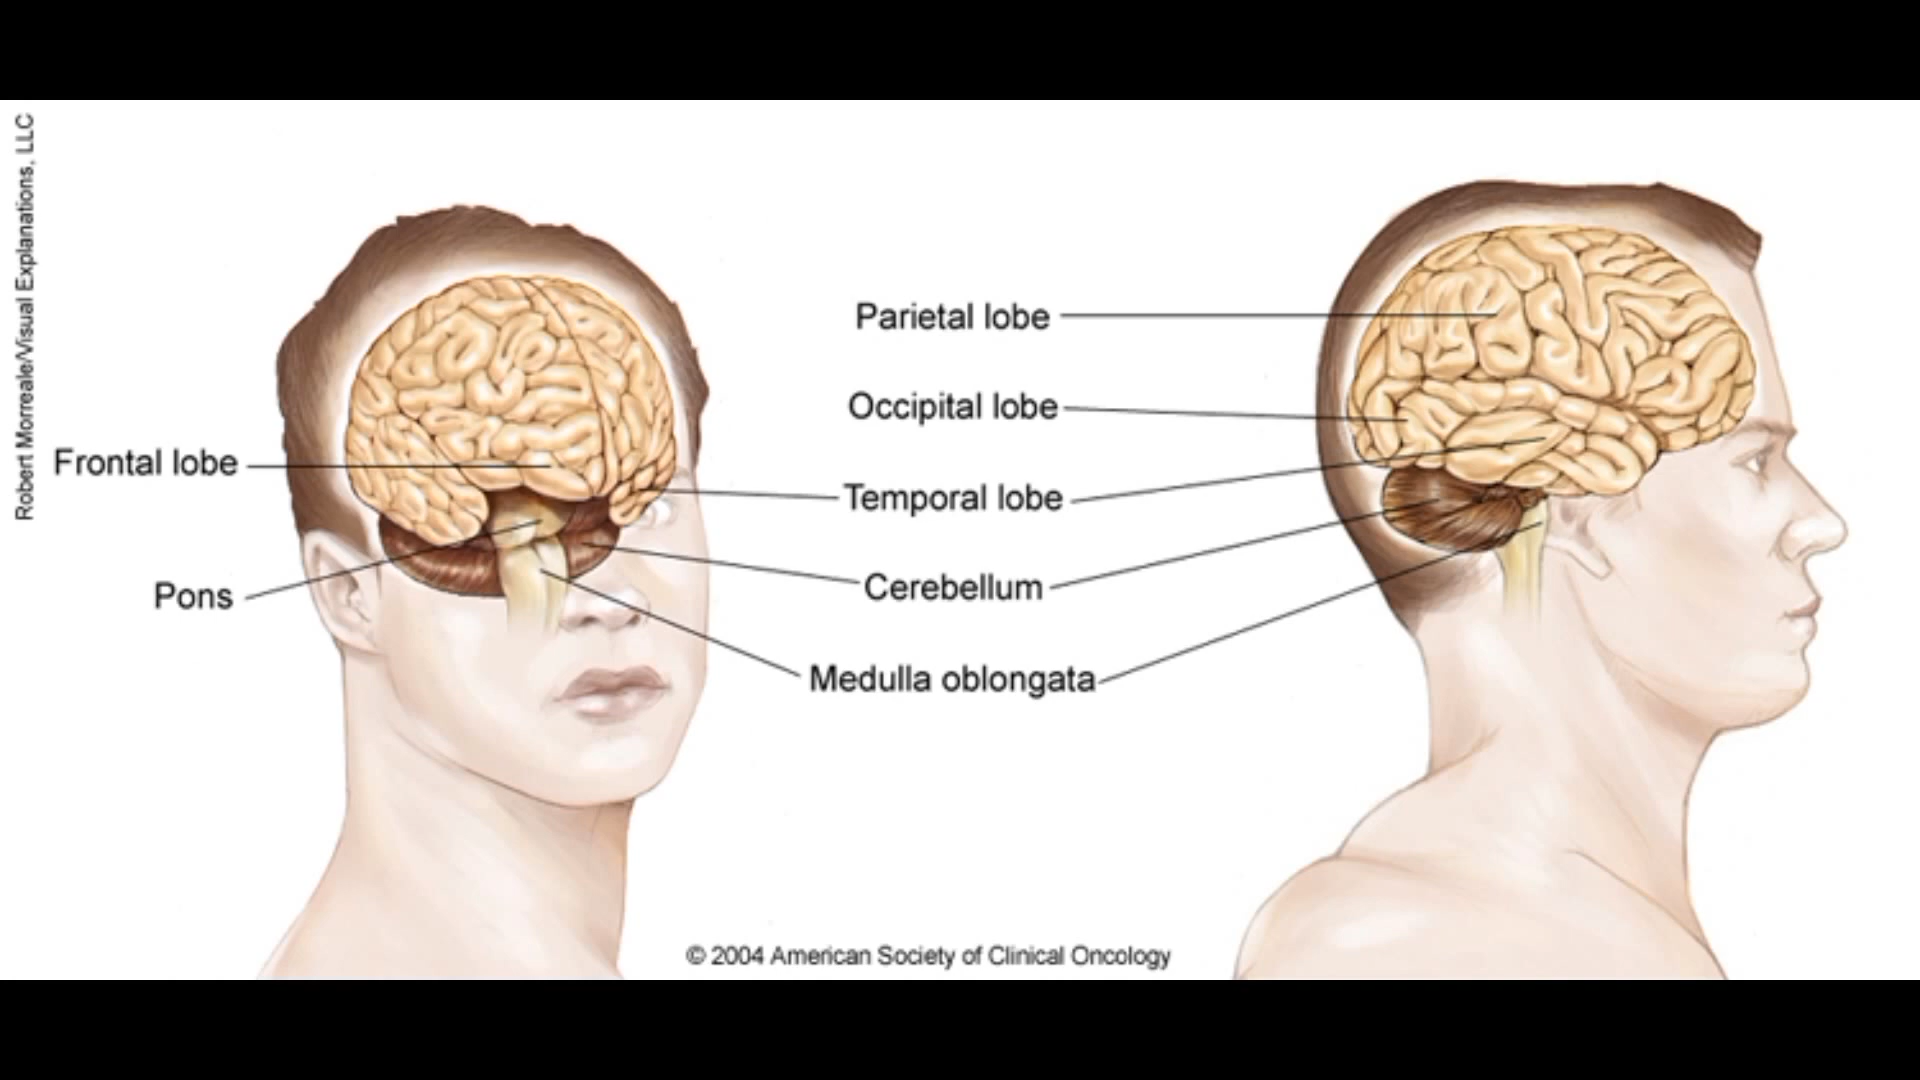 Robert Morreale/Visual Explanations, LLC
Frontal lobe
Pons
Parietal lobe
Occipital lobe
Temporal lobe
Cerebellum
Medulla oblongata
© 2004 American Society of Clinical Oncology